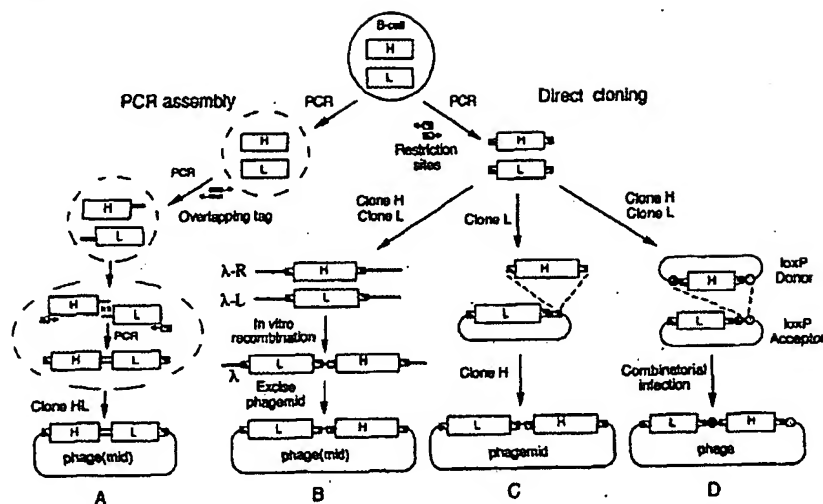 B-cell
H
L
PCR assembly
PCR
PCR
Direct cloning
H
L
Restriction
sites
H
L
PCR
Overlapping tag
H
L
Clone H
Clone L
Clone L
Clone H
Clone L
λ-R
H
λ-L
L
H
L
H
loxP
Donor
L
loxP
Acceptor
H
L
PCR
H
L
In vitro
recombination
λ
L
H
Excise
phagemid
Clone H
Combinatorial
infection
Clone HL
H
L
phage(mid)
L
H
phage(mid)
L
H
phagemid
L
H
phage
A
B
C
D